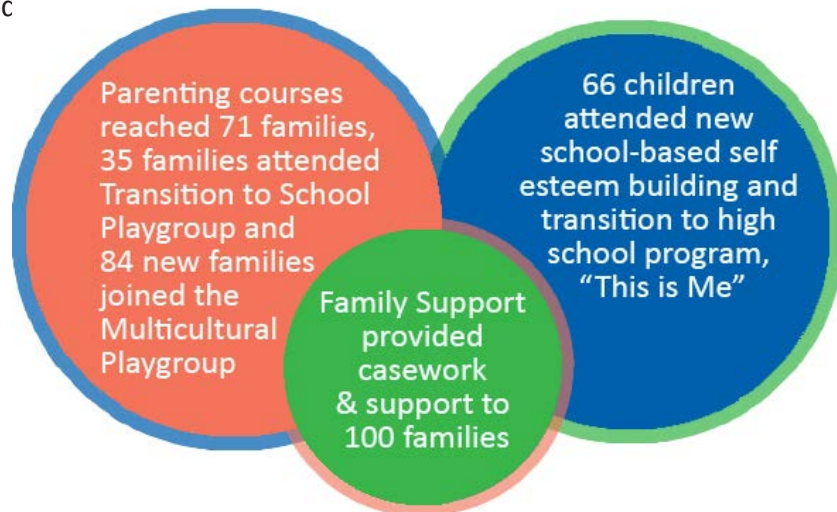 c
Parenting courses
reached 71 families,
35 families attended
Transition to School
Playgroup and
84 new families
joined the
Multicultural
Playgroup
66 children
attended new
school-based self
esteem building and
transition to high
school program,
“This is Me”
Family Support
provided
casework
& support to
100 families